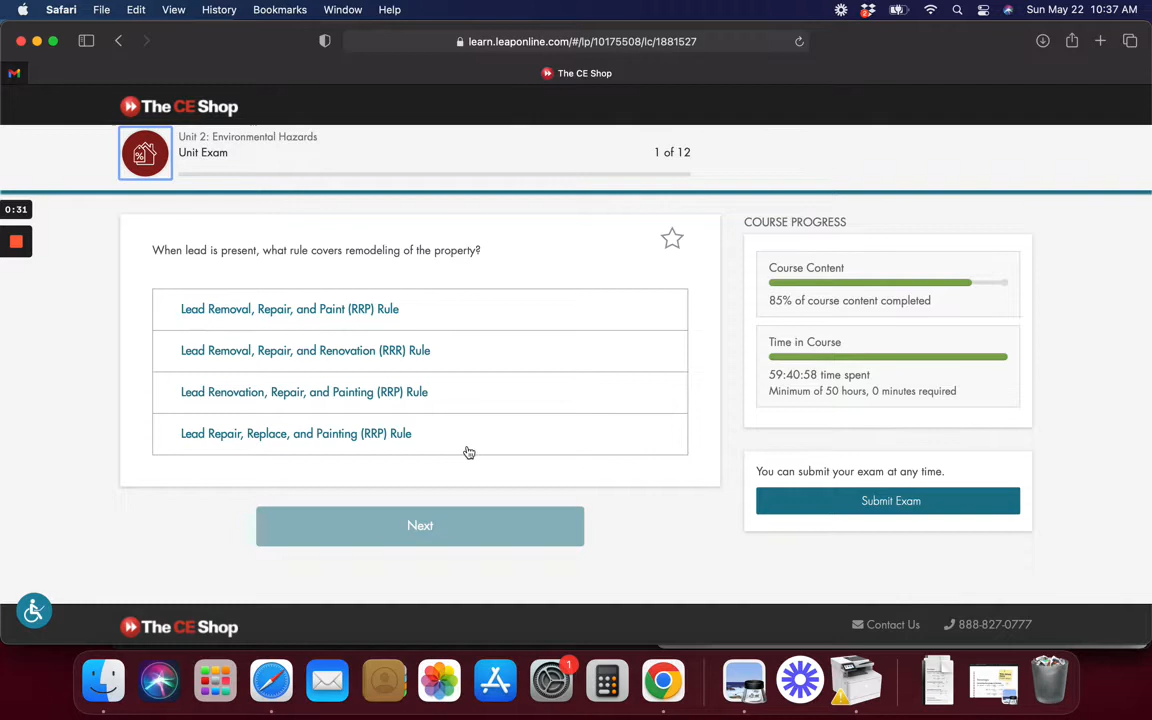 Safari File Edit View History Bookmarks Window Help
2
Sun May 22 10:37 AM
learn.leaponline.com/#/lp/10175508/lc/1881527
The CE Shop
The CE Shop
Unit 2: Environmental Hazards
Unit Exam
1 of 12
0:31
COURSE PROGRESS
When lead is present, what rule covers remodeling of the property?
Lead Removal, Repair, and Paint (RRP) Rule
Lead Removal, Repair, and Renovation (RRR) Rule
Lead Renovation, Repair, and Painting (RRP) Rule
Lead Repair, Replace, and Painting (RRP) Rule
Next
Course Content
85% of course content completed
Time in Course
59:40:58 time spent
Minimum of 50 hours, 0 minutes required
You can submit your exam at any time.
Submit Exam
The CE Shop
Contact Us
888-827-0777
1